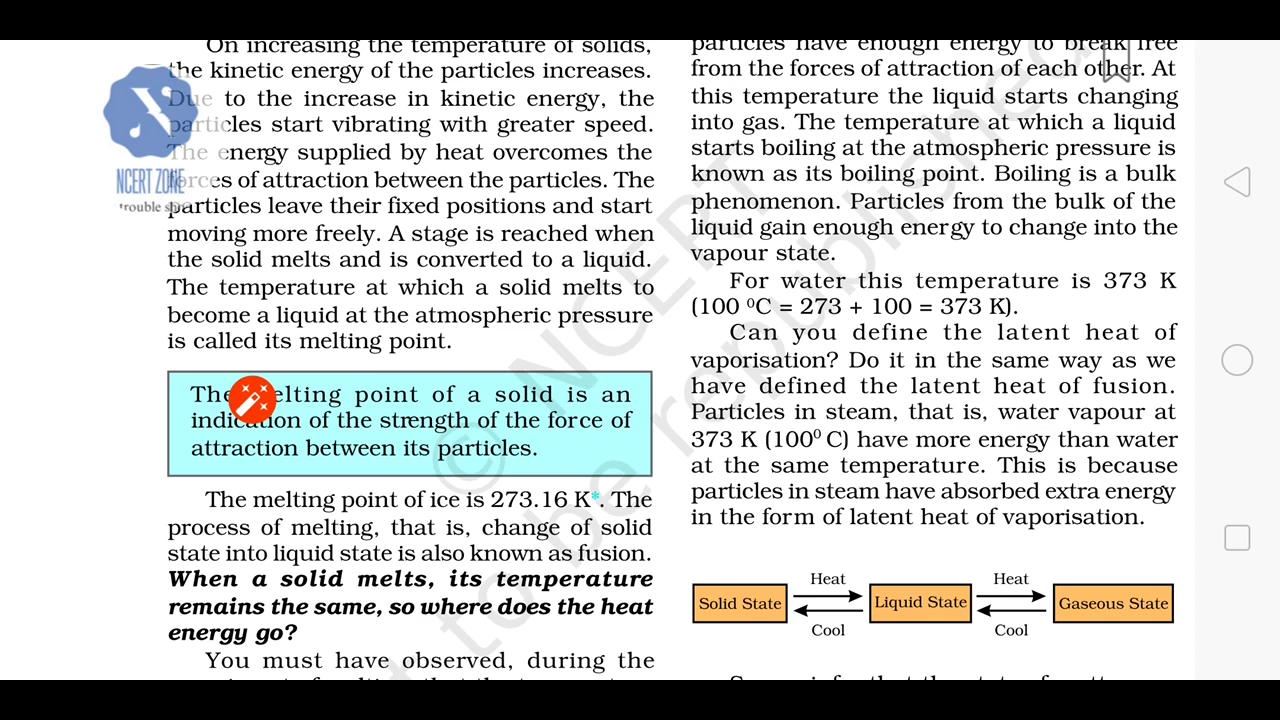 On increasing the temperature of solids,
the kinetic energy of the particles increases.
Due to the increase in kinetic energy, the
particles start vibrating with greater speed.
The energy supplied by heat overcomes the
forces of attraction between the particles. The
particles leave their fixed positions and start
moving more freely. A stage is reached when
the solid melts and is converted to a liquid.
The temperature at which a solid melts to
become a liquid at the atmospheric pressure
is called its melting point.
The melting point of a solid is an
indication of the strength of the force of
attraction between its particles.
The melting point of ice is 273.16 K*. The
process of melting, that is, change of solid
state into liquid state is also known as fusion.
When a solid melts, its temperature
remains the same, so where does the heat
energy go?
You must have observed, during the
particles have enough energy to break free
from the forces of attraction of each other. At
this temperature the liquid starts changing
into gas. The temperature at which a liquid
starts boiling at the atmospheric pressure is
known as its boiling point. Boiling is a bulk
phenomenon. Particles from the bulk of the
liquid gain enough energy to change into the
vapour state.
For water this temperature is 373 K
(100 ⁰C = 273 + 100 = 373 K).
Can you define the latent heat of
vaporisation? Do it in the same way as we
have defined the latent heat of fusion.
Particles in steam, that is, water vapour at
373 K (100⁰ C) have more energy than water
at the same temperature. This is because
particles in steam have absorbed extra energy
in the form of latent heat of vaporisation.
Heat Heat
Solid State Liquid State Gaseous State
Cool Cool
NCERT ZONE
trouble
© NCERT
to be republished